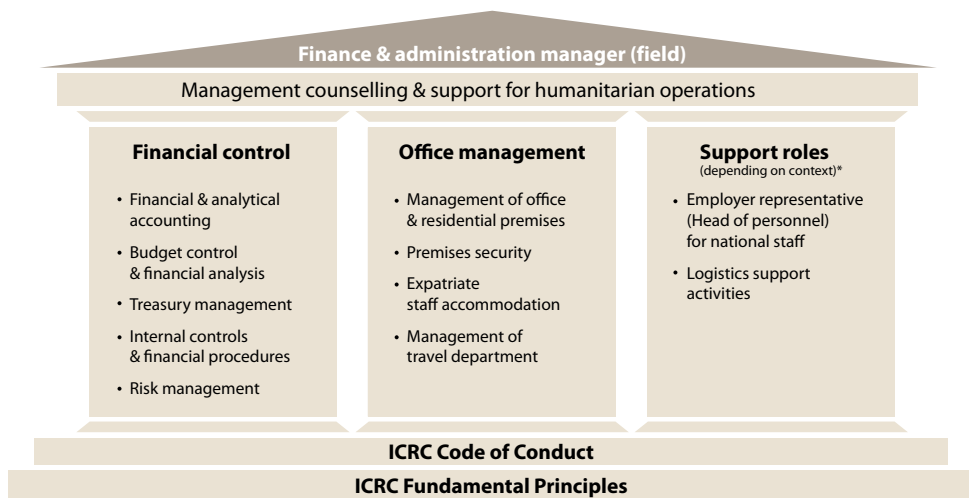 Finance & administration manager (field)
Management counselling & support for humanitarian operations
Financial control
• Financial & analytical
accounting
• Budget control
& financial analysis
• Treasury management
• Internal controls
& financial procedures
• Risk management
Office management
• Management of office
& residential premises
• Premises security
• Expatriate
staff accommodation
• Management of
travel department
Support roles
(depending on context)*
• Employer representative
(Head of personnel)
for national staff
• Logistics support
activities
ICRC Code of Conduct
ICRC Fundamental Principles